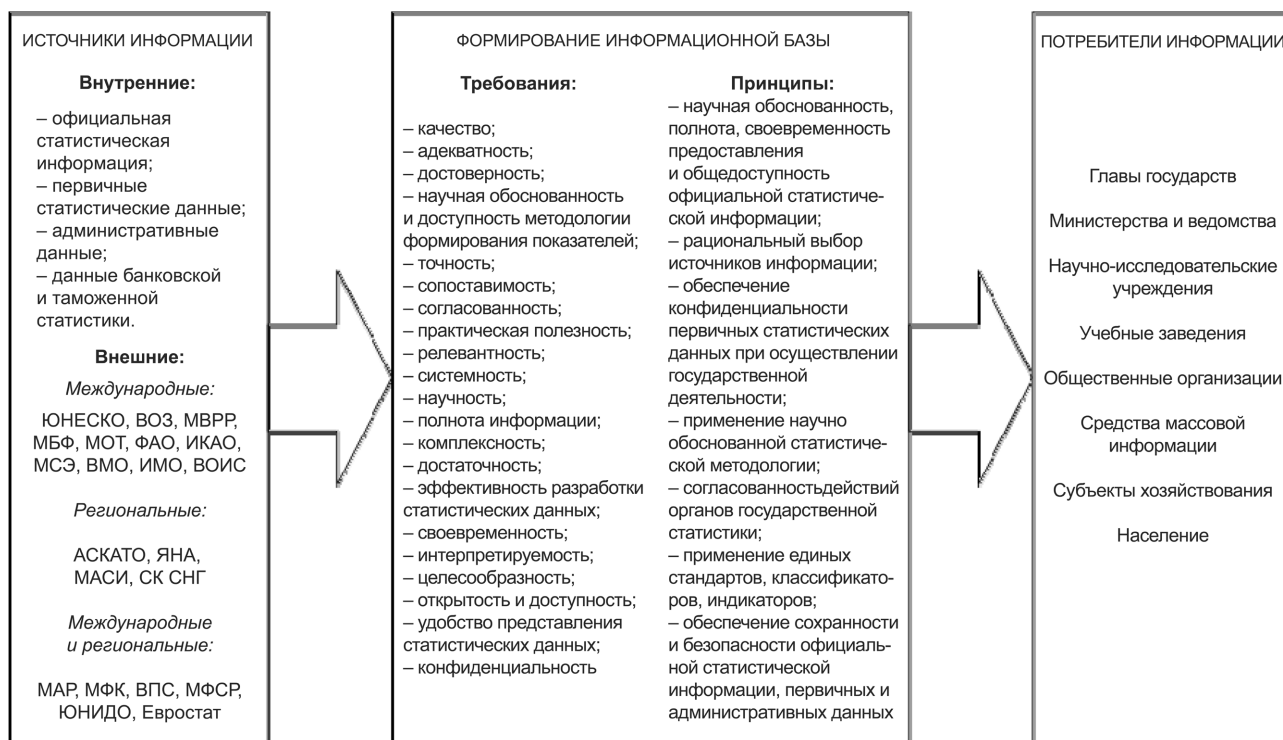 ИСТОЧНИКИ ИНФОРМАЦИИ
Внутренние:
– официальная
статистическая
информация;
– первичные
статистические данные;
– административные
данные;
– данные банковской
и таможенной
статистики.
Внешние:
Международные:
ЮНЕСКО, ВОЗ, МВРР,
МБФ, МОТ, ФАО, ИКАО,
МСЭ, ВМО, ИМО, ВОИС
Региональные:
АСКАТО, ЯНА,
МАСИ, СК СНГ
Международные
и региональные:
МАР, МФК, ВПС, МФСР,
ЮНИДО, Евростат
ФОРМИРОВАНИЕ ИНФОРМАЦИОННОЙ БАЗЫ
Требования:
– качество;
– адекватность;
– достоверность;
– научная обоснованность
и доступность методологии
формирования показателей;
– точность;
– сопоставимость;
– согласованность;
– практическая полезность;
– релевантность;
– системность;
– научность;
– полнота информации;
– комплексность;
– достаточность;
– эффективность разработки
статистических данных;
– своевременность;
– интерпретируемость;
– целесообразность;
– открытость и доступность;
– удобство представления
статистических данных;
– конфиденциальность
Принципы:
– научная обоснованность,
полнота, своевременность
предоставления
и общедоступность
официальной статистиче-
ской информации;
– рациональный выбор
источников информации;
– обеспечение
конфиденциальности
первичных статистических
данных при осуществлении
государственной
деятельности;
– применение научно
обоснованной статистиче-
ской методологии;
– согласованностьдействий
органов государственной
статистики;
– применение единых
стандартов, классификато-
ров, индикаторов;
– обеспечение сохранности
и безопасности официаль-
ной статистической
информации, первичных и
административных данных
ПОТРЕБИТЕЛИ ИНФОРМАЦИИ
Главы государств
Министерства и ведомства
Научно-исследовательские
учреждения
Учебные заведения
Общественные организации
Средства массовой
информации
Субъекты хозяйствования
Население